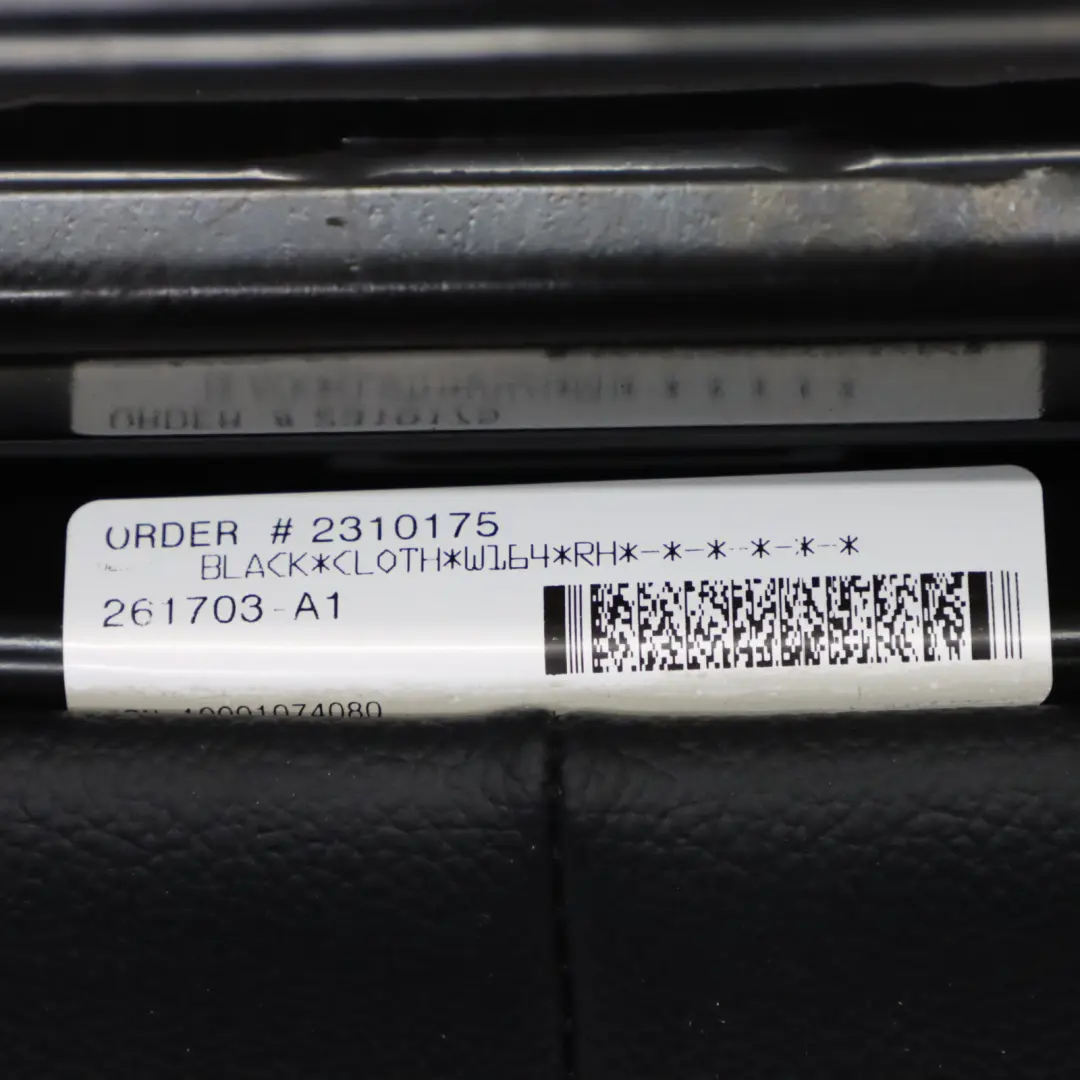 ORDER # 2310175
BLACK*CLOTH*W164*RH*-*-*-*-*-*
261703-A1